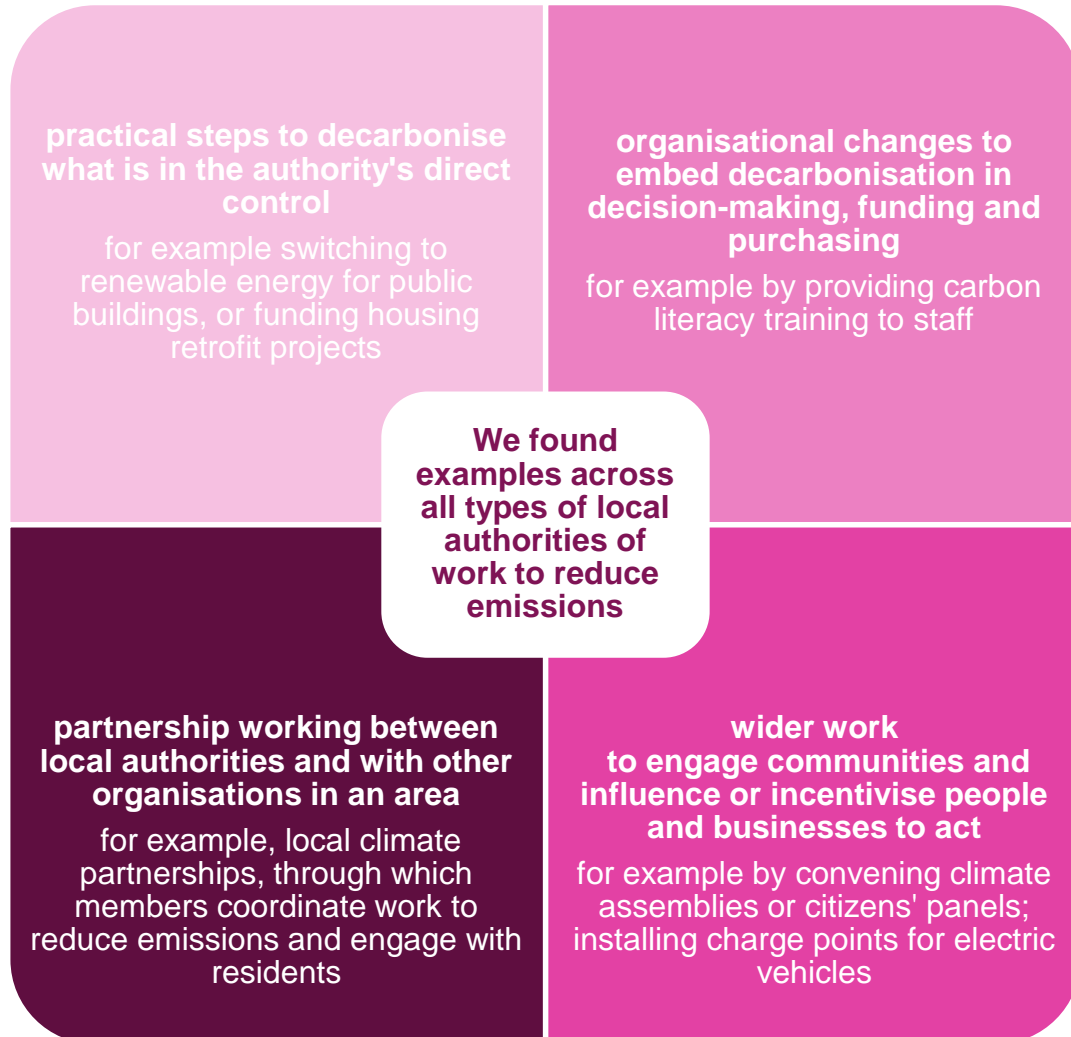 practical steps to decarbonise
what is in the authority's direct
control
for example switching to
renewable energy for public
buildings, or funding housing
retrofit projects
organisational changes to
embed decarbonisation in
decision-making, funding and
purchasing
for example by providing carbon
literacy training to staff
We found
examples across
all types of local
authorities of
work to reduce
emissions
partnership working between
local authorities and with other
organisations in an area
for example, local climate
partnerships, through which
members coordinate work to
reduce emissions and engage with
residents
wider work
to engage communities and
influence or incentivise people
and businesses to act
for example by convening climate
assemblies or citizens' panels;
installing charge points for electric
vehicles